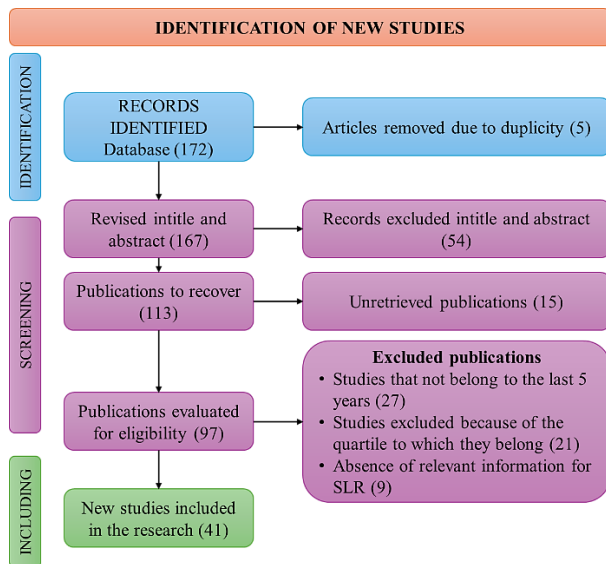 IDENTIFICATION OF NEW STUDIES
IDENTIFICATION
RECORDS
IDENTIFIED
Database (172)
Articles removed due to duplicity (5)
SCREENING
Revised intitle and
abstract (167)
Records excluded intitle and abstract
(54)
Publications to recover
(113)
Unretrieved publications (15)
Publications evaluated
for eligibility (97)
Excluded publications
• Studies that not belong to the last 5
years (27)
• Studies excluded because of the
quartile to which they belong (21)
• Absence of relevant information for
SLR (9)
INCLUDING
New studies included
in the research (41)